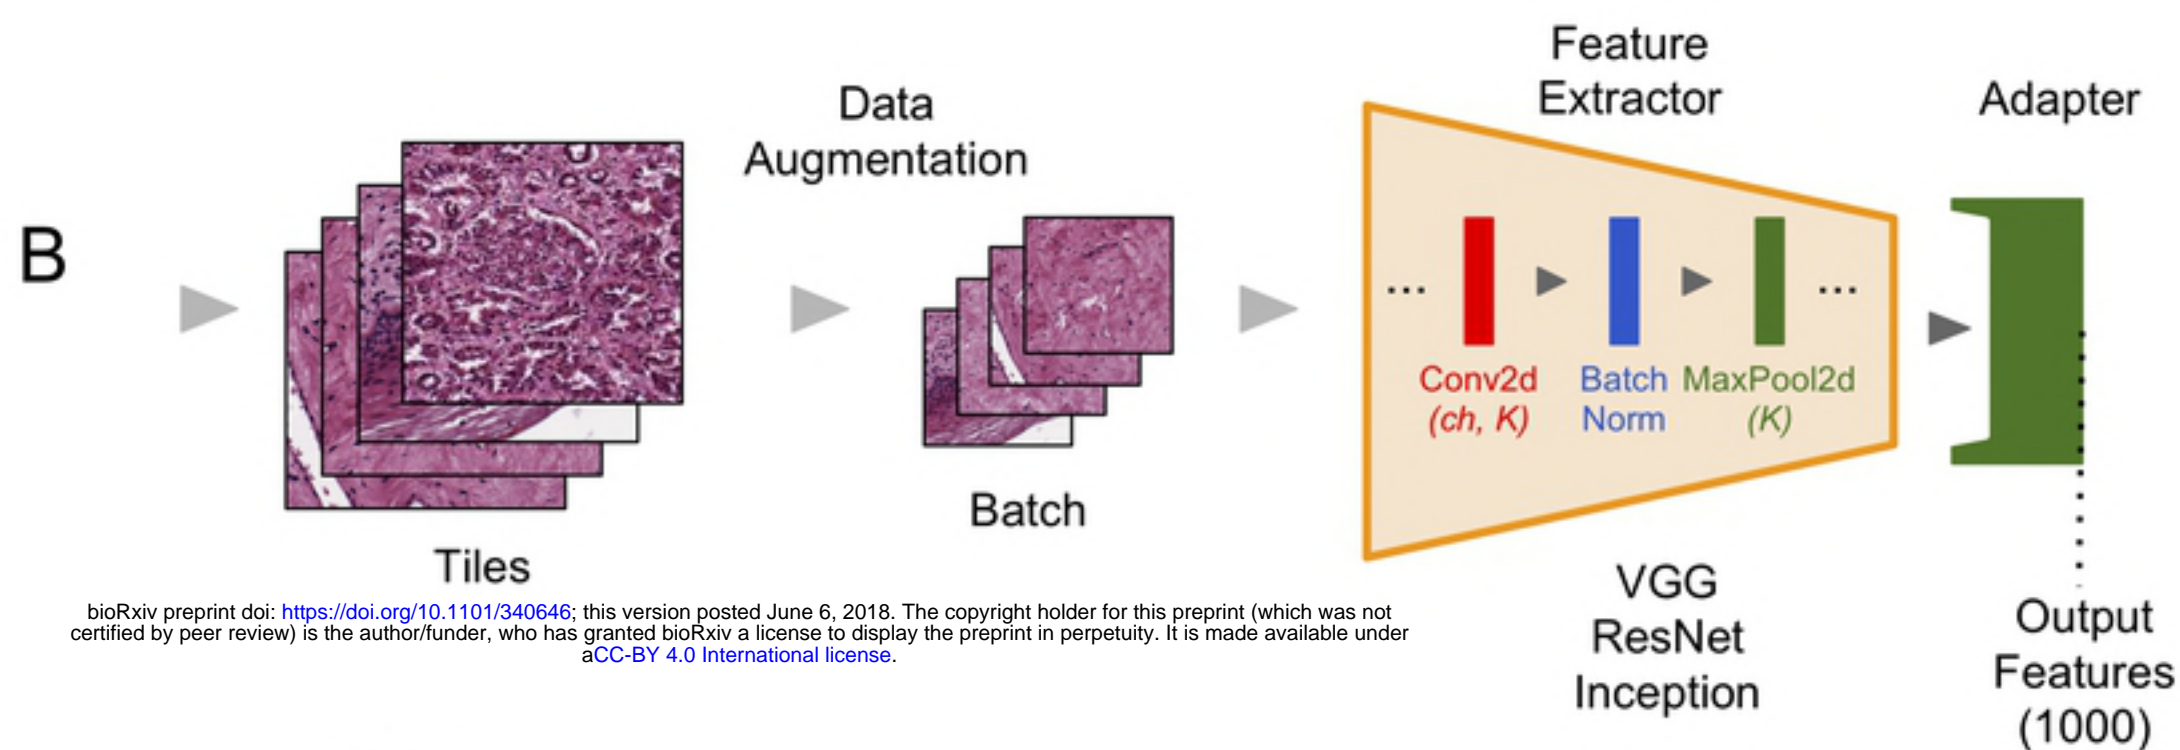 B
Tiles
Data
Augmentation
Batch
Feature
Extractor
...
Conv2d
(ch, K)
Batch
Norm
MaxPool2d
(K)
...
VGG
ResNet
Inception
Adapter
Output
Features
(1000)
bioRxiv preprint doi: https://doi.org/10.1101/340646; this version posted June 6, 2018. The copyright holder for this preprint (which was not
certified by peer review) is the author/funder, who has granted bioRxiv a license to display the preprint in perpetuity. It is made available under
aCC-BY 4.0 International license.